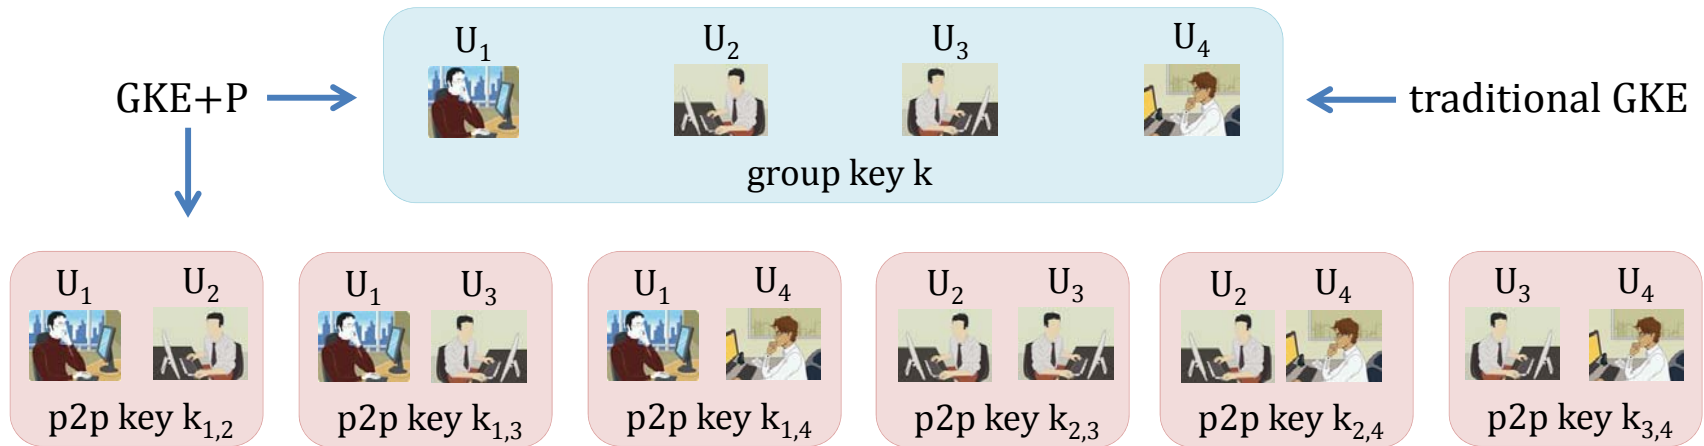 U₁ U₂ U₃ U₄
GKE+P
traditional GKE
group key k
U₁ U₂
p2p key k₁,₂
U₁ U₃
p2p key k₁,₃
U₁ U₄
p2p key k₁,₄
U₂ U₃
p2p key k₂,₃
U₂ U₄
p2p key k₂,₄
U₃ U₄
p2p key k₃,₄